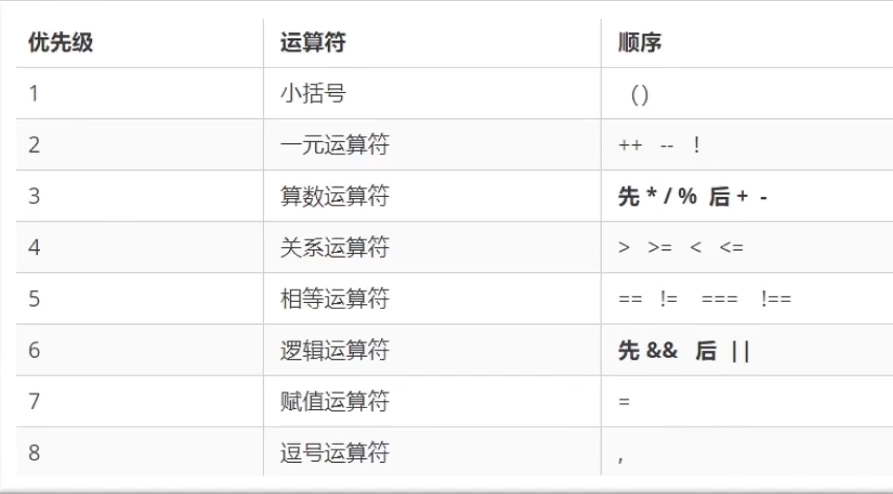 优先级 运算符 顺序
1 小括号 ()
2 一元运算符 ++ -- !
3 算数运算符 先 * / % 后 + -
4 关系运算符 > >= < <=
5 相等运算符 == != === !==
6 逻辑运算符 先 && 后 ||
7 赋值运算符 =
8 逗号运算符 ,